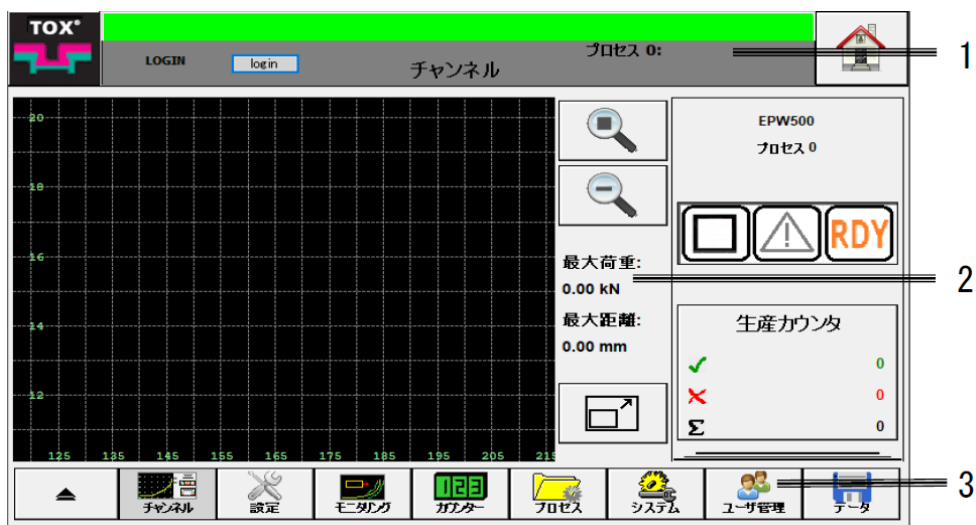 TOX®
LOGIN
login
チャンネル
プロセス 0:
1
20
18
16
14
12
125 135 145 155 165 175 185 195 205 215
最大荷重:
0.00 kN
最大距離:
0.00 mm
2
EPW500
プロセス 0
RDY
生産カウンタ
0
0
Σ 0
チャンネル
設定
モニタリング
123
カウンター
プロセス
システム
ユーザ管理
データ
3